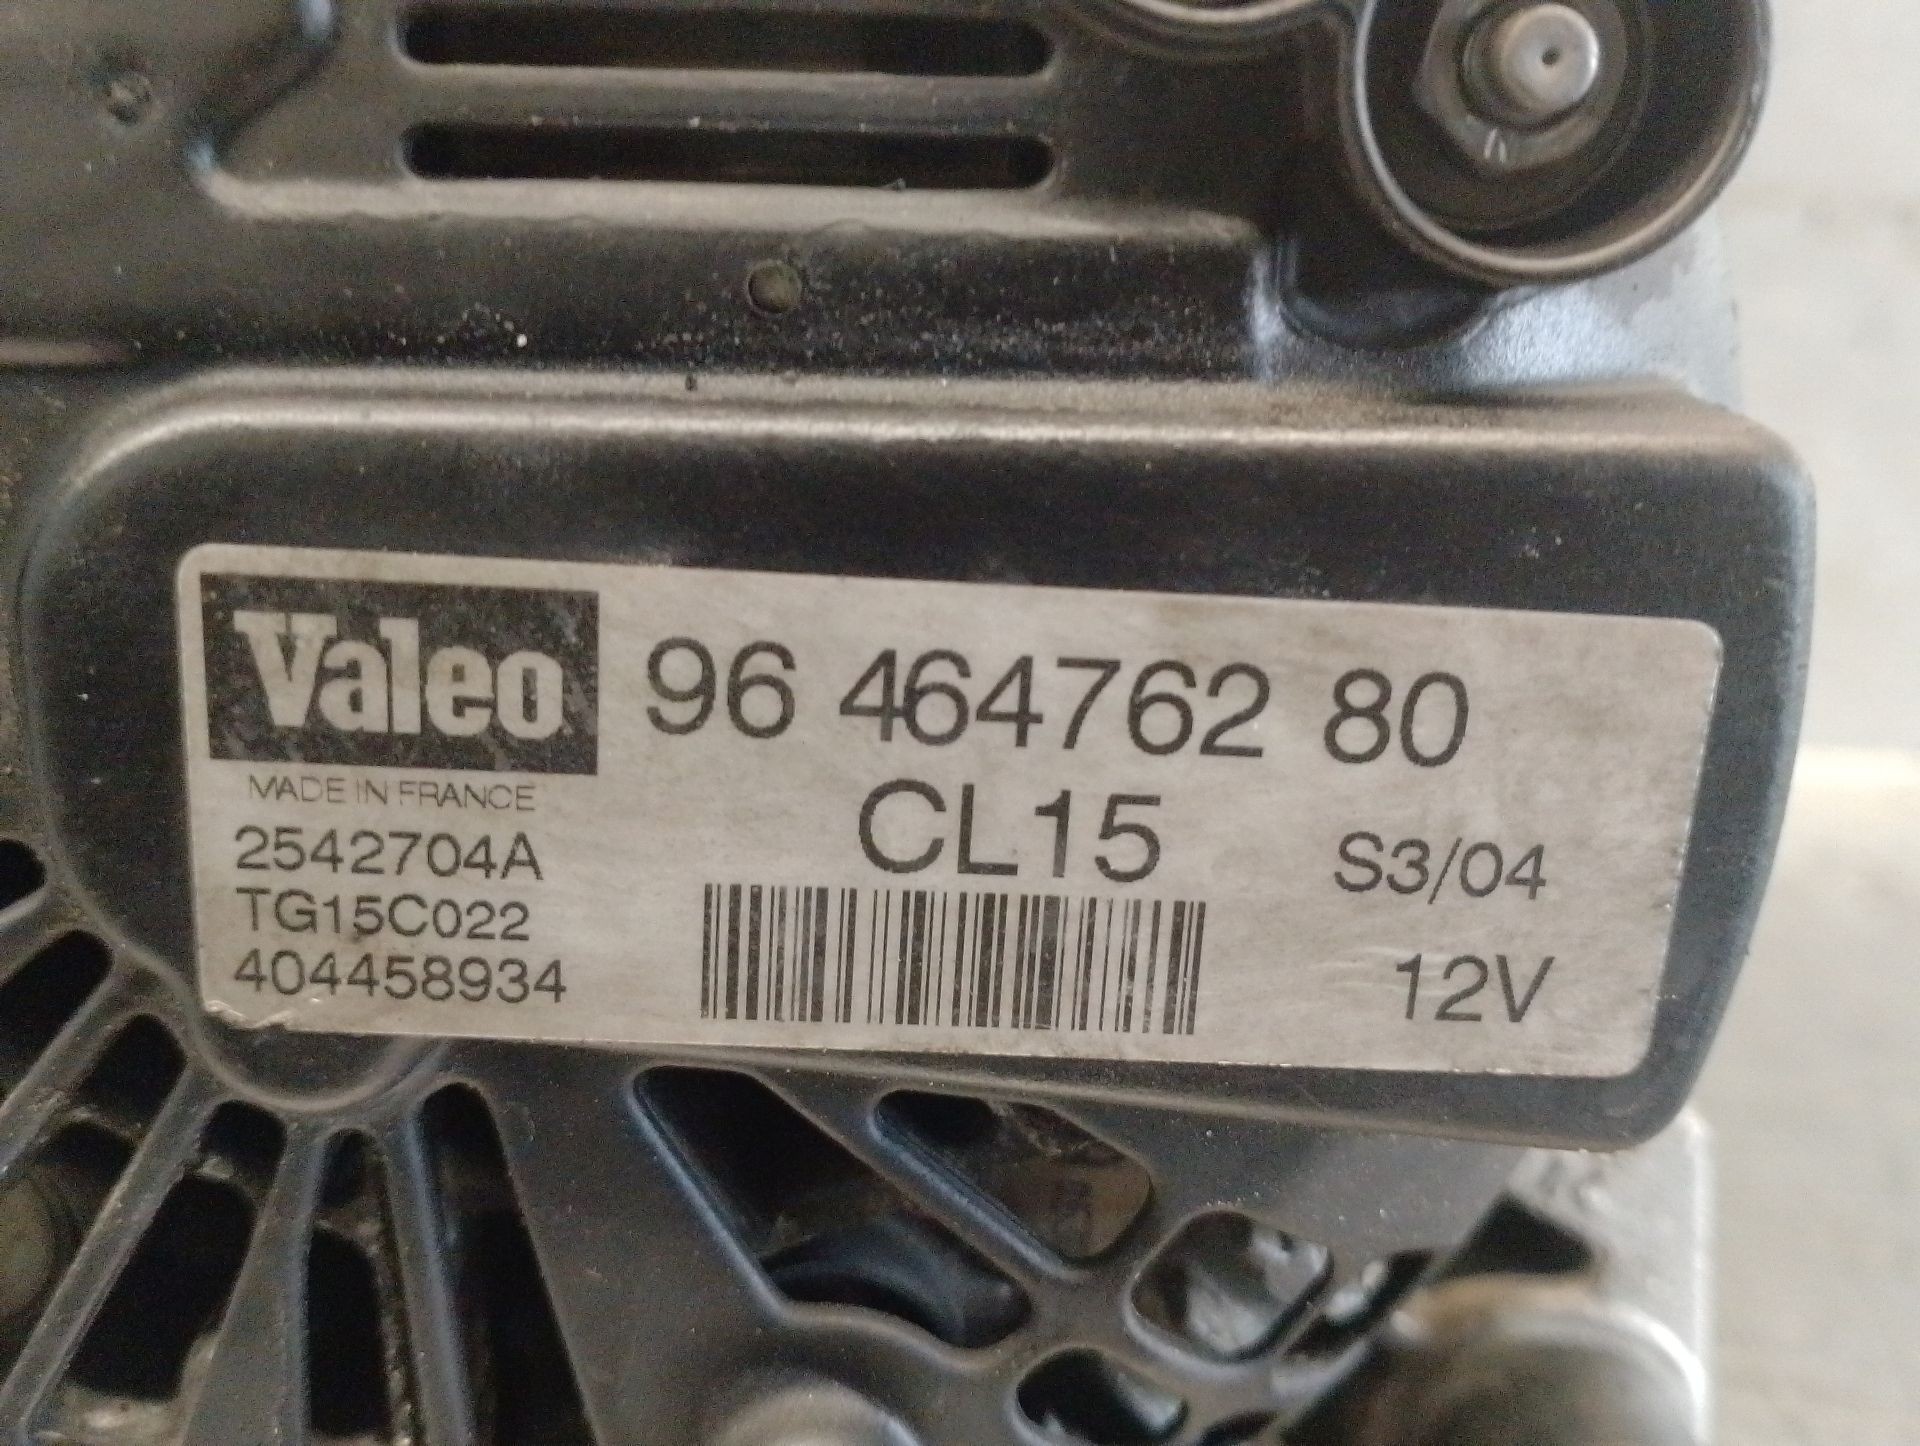 Valeo
96 464762 80
MADE IN FRANCE
CL15
2542704A
S3/04
TG15C022
404458934
12V